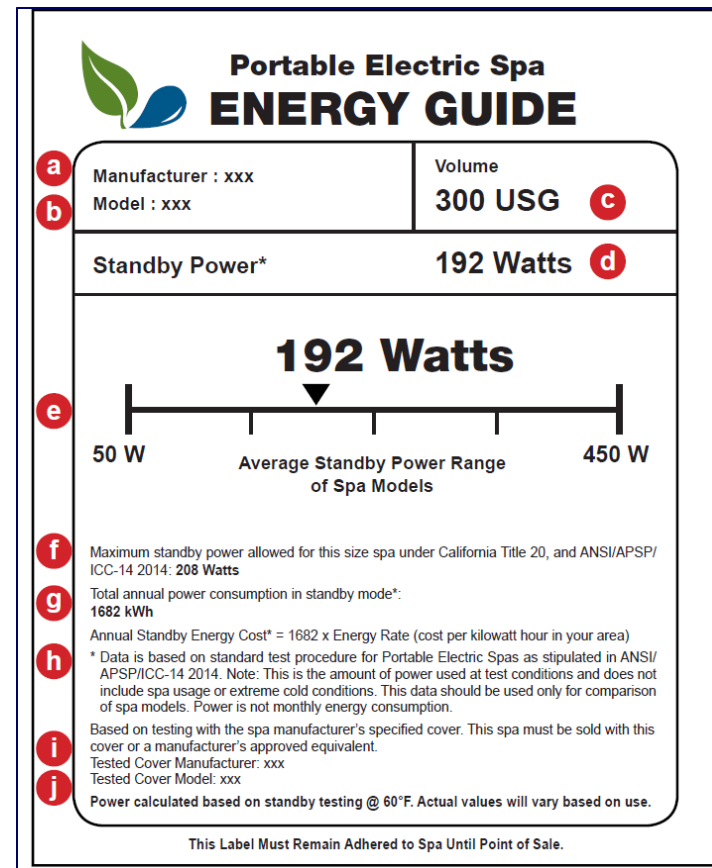 Portable Electric Spa
ENERGY GUIDE
a
Manufacturer : xxx
b
Model : xxx
Volume
300 USG
c
Standby Power*
192 Watts
d
192 Watts
e
50 W
450 W
Average Standby Power Range
of Spa Models
f
Maximum standby power allowed for this size spa under California Title 20, and ANSI/APSP/
ICC-14 2014: 208 Watts
g
Total annual power consumption in standby mode*:
1682 kWh
Annual Standby Energy Cost* = 1682 x Energy Rate (cost per kilowatt hour in your area)
h
* Data is based on standard test procedure for Portable Electric Spas as stipulated in ANSI/
APSP/ICC-14 2014. Note: This is the amount of power used at test conditions and does not
include spa usage or extreme cold conditions. This data should be used only for comparison
of spa models. Power is not monthly energy consumption.
Based on testing with the spa manufacturer's specified cover. This spa must be sold with this
cover or a manufacturer's approved equivalent.
i
Tested Cover Manufacturer: xxx
j
Tested Cover Model: xxx
Power calculated based on standby testing @ 60°F. Actual values will vary based on use.
This Label Must Remain Adhered to Spa Until Point of Sale.